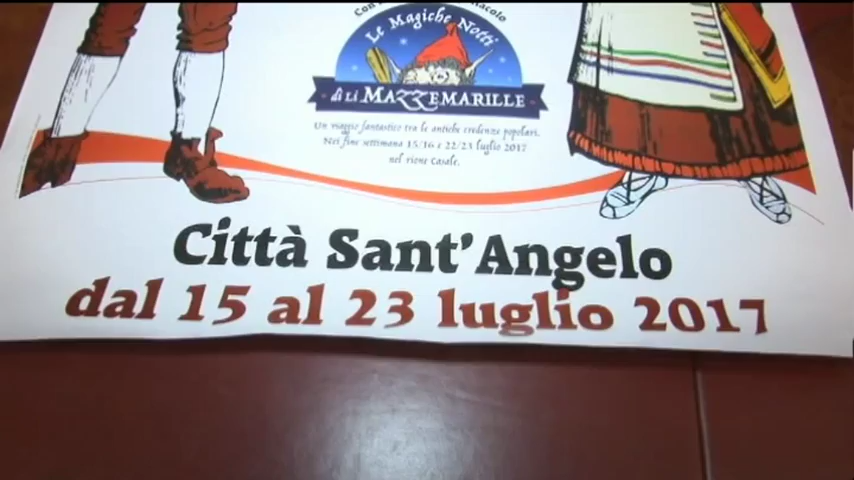 Le Magiche Notti
di Li MAZZEMARILLE
Un viaggio fantastico tra le antiche credenze popolari.
Nei fine settimana 15/16 e 22/23 luglio 2017
nel rione Casale.
Città Sant'Angelo
dal 15 al 23 luglio 2017